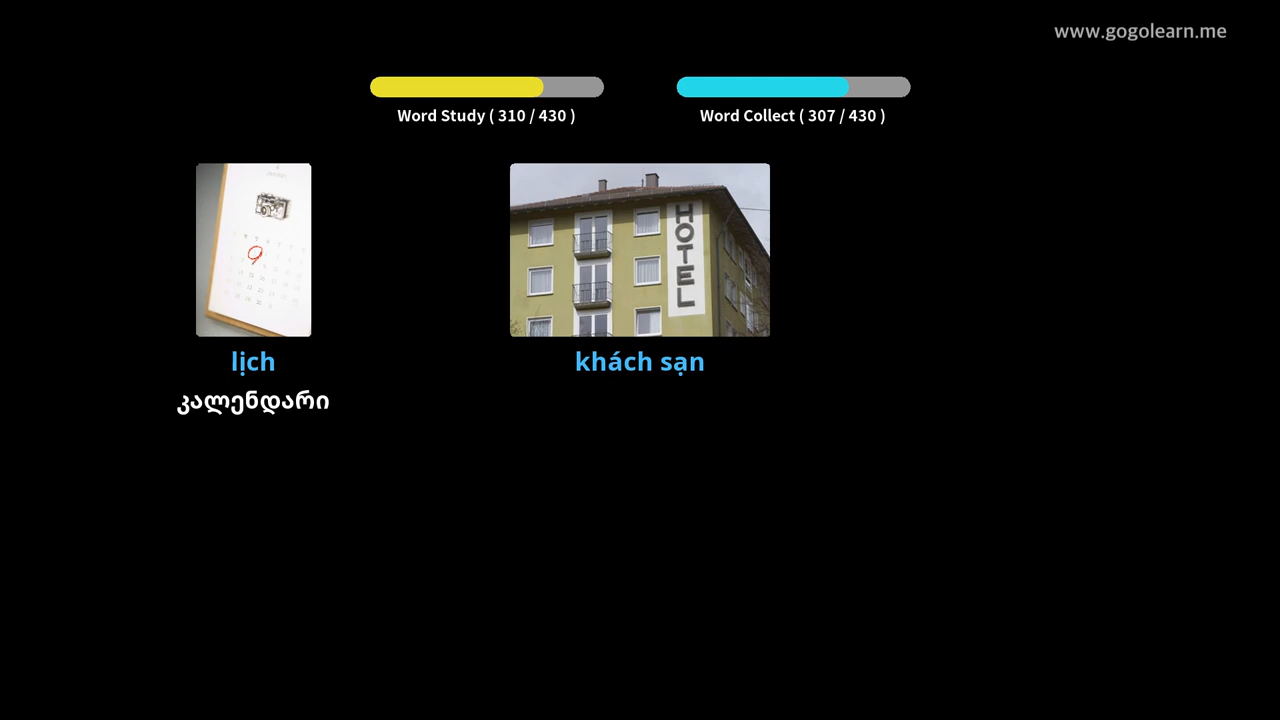 www.gogolearn.me
Word Study ( 310 / 430 )
Word Collect ( 307 / 430 )
HOTEL
lịch
khách sạn
კალენდარი